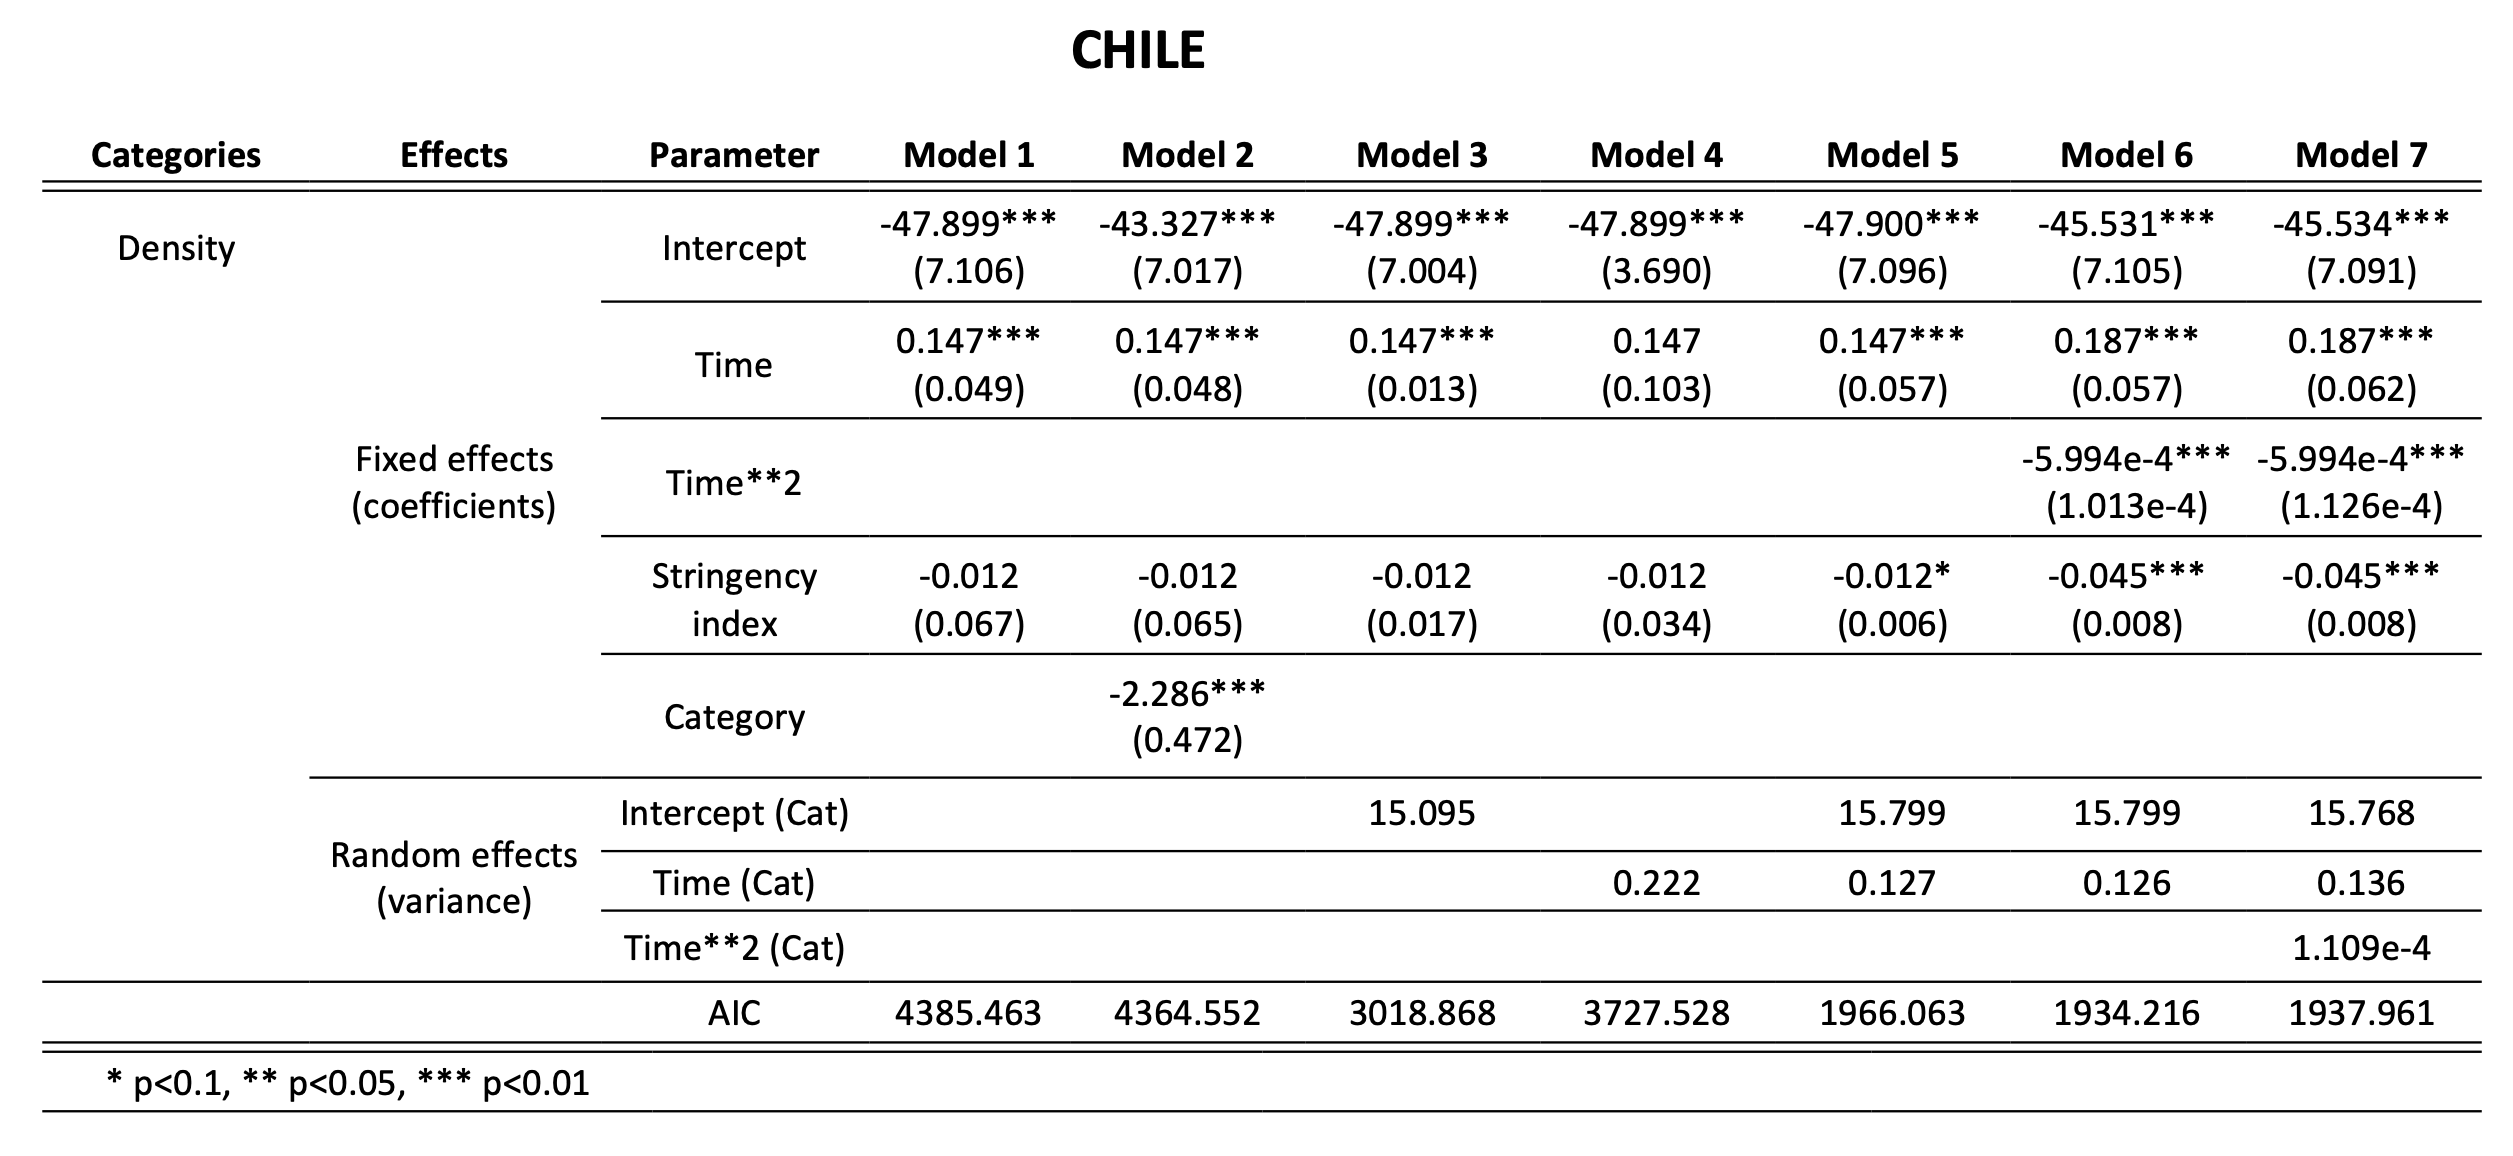 CHILE
Categories Effects Parameter Model 1 Model 2 Model 3 Model 4 Model 5 Model 6 Model 7
Density Intercept -47.899*** -43.327*** -47.899*** -47.899*** -47.900*** -45.531*** -45.534***
(7.106) (7.017) (7.004) (3.690) (7.096) (7.105) (7.091)
Time 0.147*** 0.147*** 0.147*** 0.147 0.147*** 0.187*** 0.187***
(0.049) (0.048) (0.013) (0.103) (0.057) (0.057) (0.062)
Fixed effects
(coefficients)
Time**2 -5.994e-4*** -5.994e-4***
(1.013e-4) (1.126e-4)
Stringency -0.012 -0.012 -0.012 -0.012 -0.012* -0.045*** -0.045***
index (0.067) (0.065) (0.017) (0.034) (0.006) (0.008) (0.008)
Category -2.286***
(0.472)
Random effects
(variance)
Intercept (Cat) 15.095 15.799 15.799 15.768
Time (Cat) 0.222 0.127 0.126 0.136
Time**2 (Cat) 1.109e-4
AIC 4385.463 4364.552 3018.868 3727.528 1966.063 1934.216 1937.961
* p<0.1, ** p<0.05, *** p<0.01